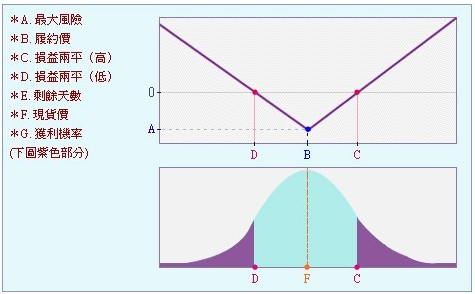 ＊A. 最大風險
＊B. 履約價
＊C. 損益兩平（高）
＊D. 損益兩平（低）
＊E. 剩餘天數
＊F. 現貨價
＊G. 獲利機率
(下圖紫色部分)
0
A
D B C
D F C